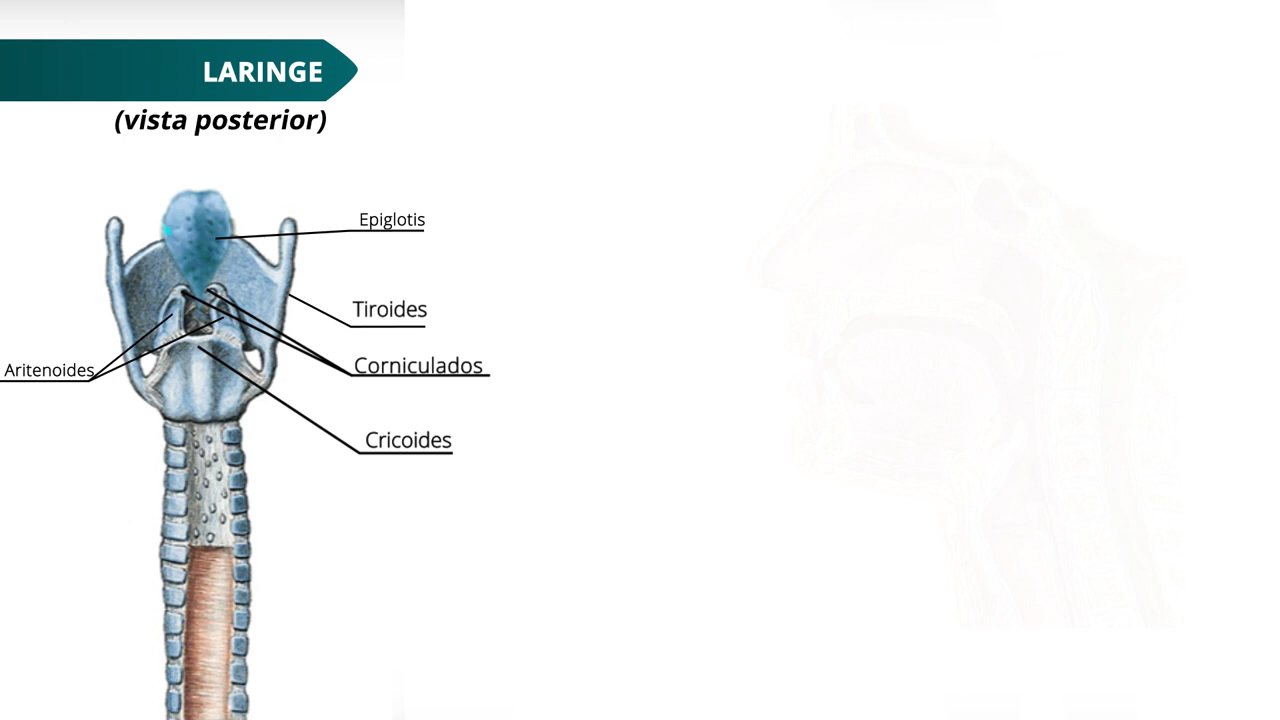 LARINGE
(vista posterior)
Epiglotis
Tiroides
Corniculados
Aritenoides
Cricoides